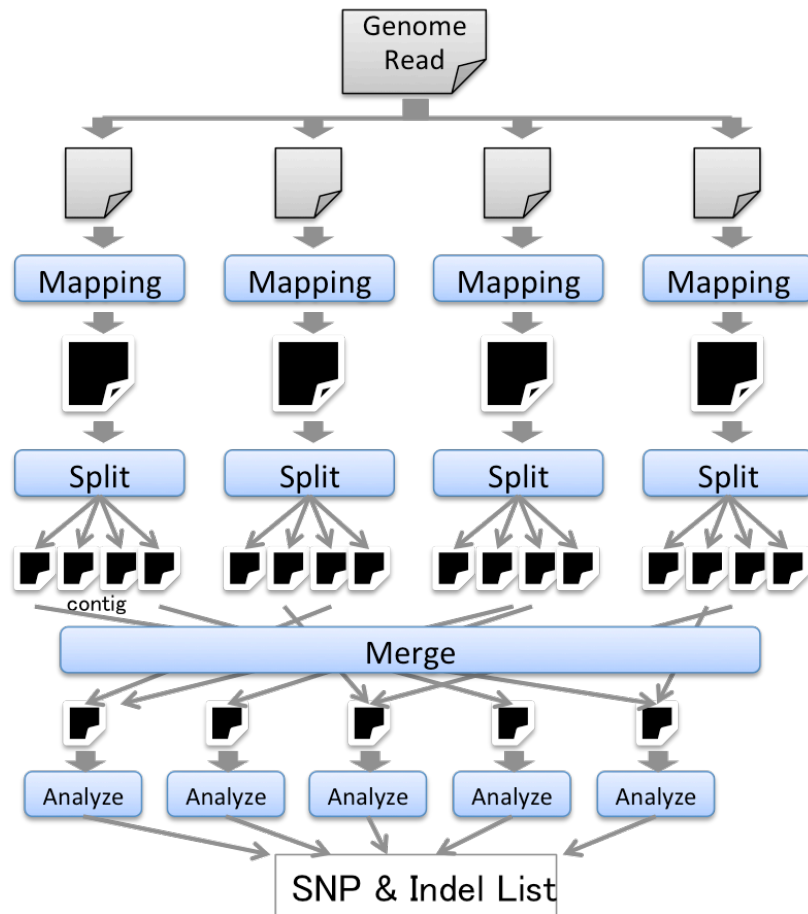 Genome
Read
Mapping
Mapping
Mapping
Mapping
Split
Split
Split
Split
contig
Merge
Analyze
Analyze
Analyze
Analyze
Analyze
SNP & Indel List